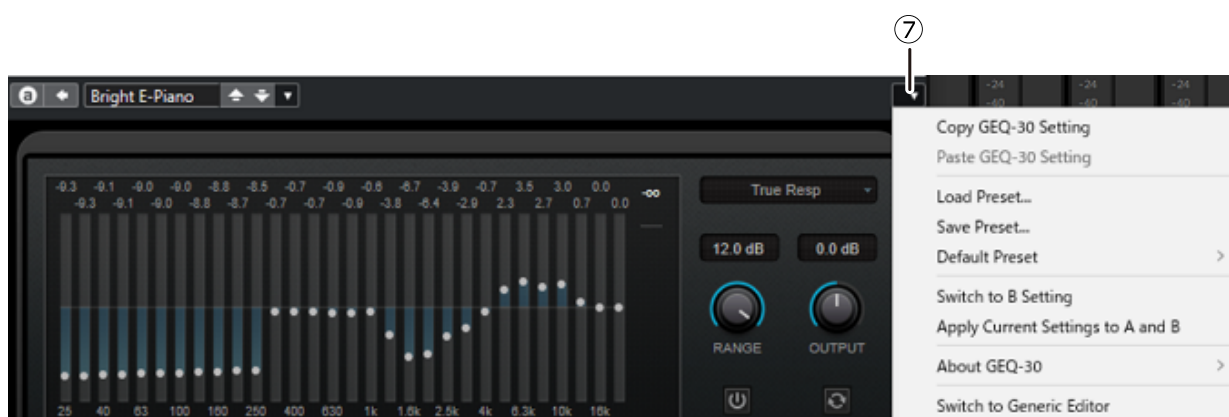 ⑦
a Bright E-Piano
-24 -24 -24
-40 -40 -40
-9.3 -9.1 -9.0 -9.0 -8.8 -8.5 -0.7 -0.9 -0.6 -6.7 -3.9 -0.7 3.5 3.0 0.0 -∞
-9.3 -9.1 -9.0 -8.8 -8.7 -0.7 -0.7 -0.9 -3.8 -6.4 -2.9 2.3 2.7 0.7 0.0
True Resp
12.0 dB 0.0 dB
RANGE OUTPUT
25 40 63 100 160 250 400 630 1k 1.6k 2.5k 4k 6.3k 10k 16k
Copy GEQ-30 Setting
Paste GEQ-30 Setting
Load Preset...
Save Preset...
Default Preset
Switch to B Setting
Apply Current Settings to A and B
About GEQ-30
Switch to Generic Editor